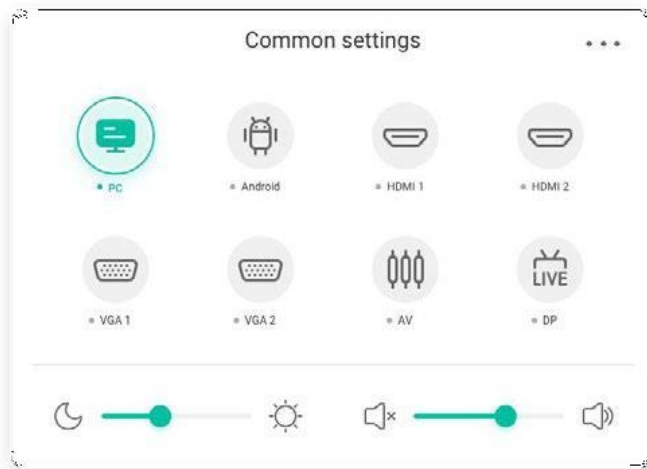 Common settings
PC
Android
HDMI 1
HDMI 2
VGA 1
VGA 2
AV
LIVE
DP